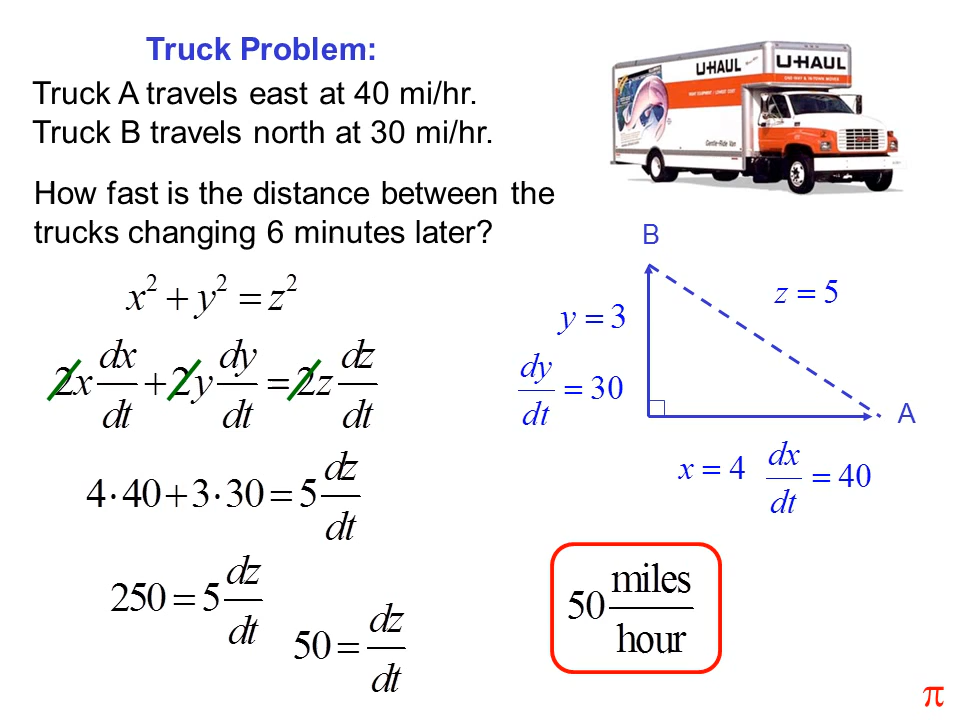 Truck Problem:
Truck A travels east at 40 mi/hr.
Truck B travels north at 30 mi/hr.
How fast is the distance between the
trucks changing 6 minutes later?
U-HAUL
U-HAUL
Gentle-Ride Van
B
z = 5
y = 3
dy/dt = 30
A
x = 4 dx/dt = 40
x² + y² = z²
2x dx/dt + 2y dy/dt = 2z dz/dt
4·40 + 3·30 = 5 dz/dt
250 = 5 dz/dt
50 = dz/dt
50 miles/hour
π